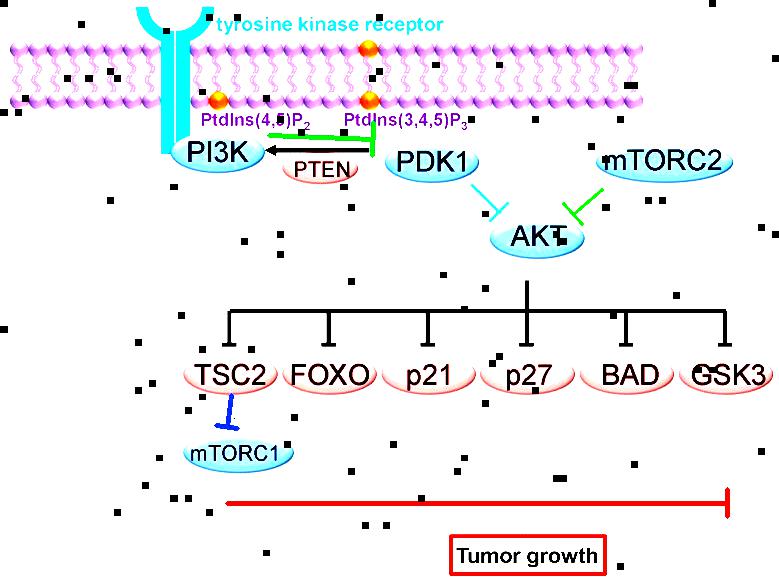 tyrosine kinase receptor
PtdIns(4,5)P₂ PtdIns(3,4,5)P₃
PI3K PTEN PDK1 mTORC2
AKT
TSC2 FOXO p21 p27 BAD GSK3
mTORC1
Tumor growth